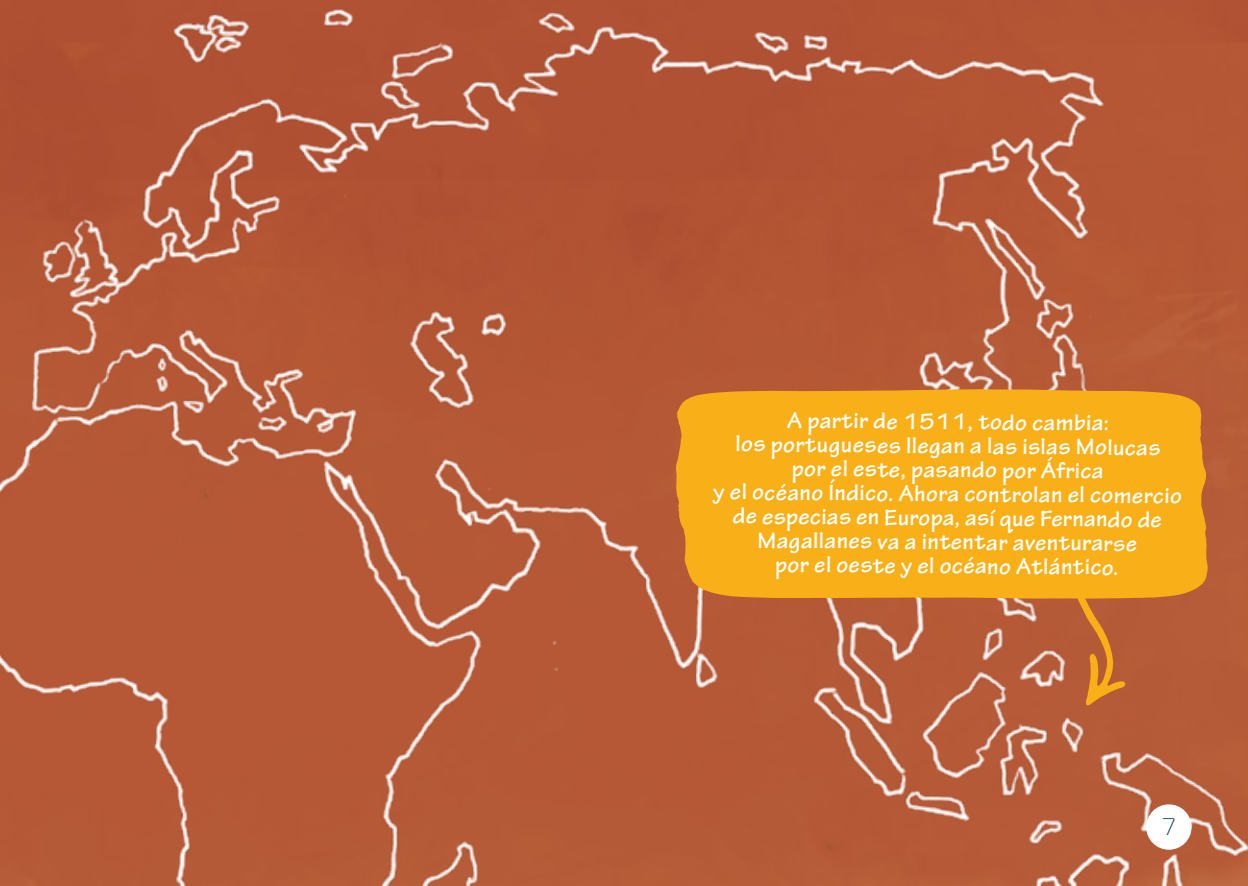 A partir de 1511, todo cambia:
los portugueses llegan a las islas Molucas
por el este, pasando por África
y el océano Índico. Ahora controlan el comercio
de especias en Europa, así que Fernando de
Magallanes va a intentar aventurarse
por el oeste y el océano Atlántico.
7